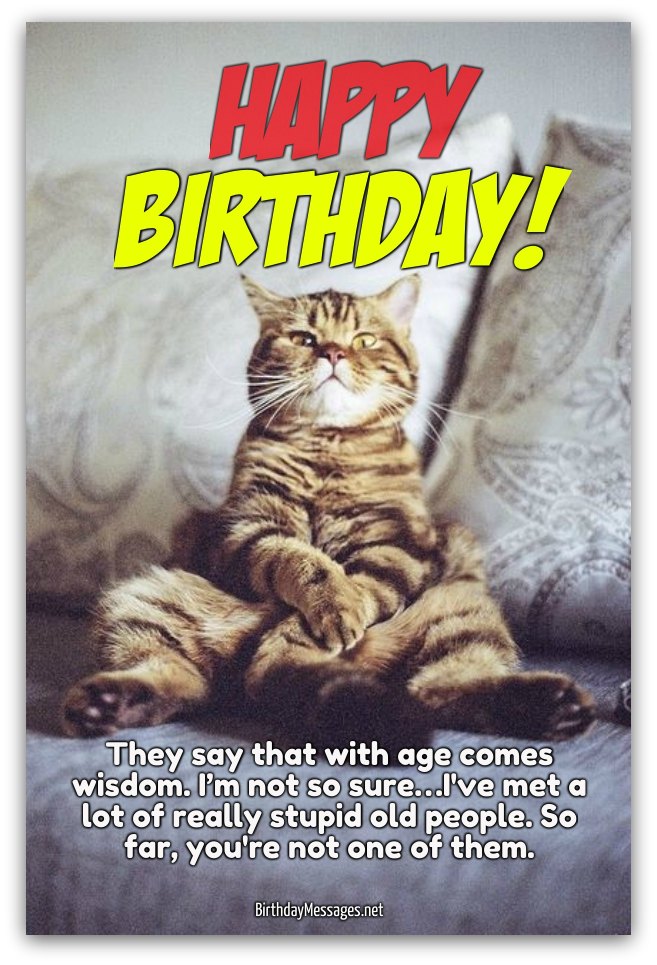 HAPPY
BIRTHDAY!
They say that with age comes
wisdom. I’m not so sure...I've met a
lot of really stupid old people. So
far, you're not one of them.
BirthdayMessages.net